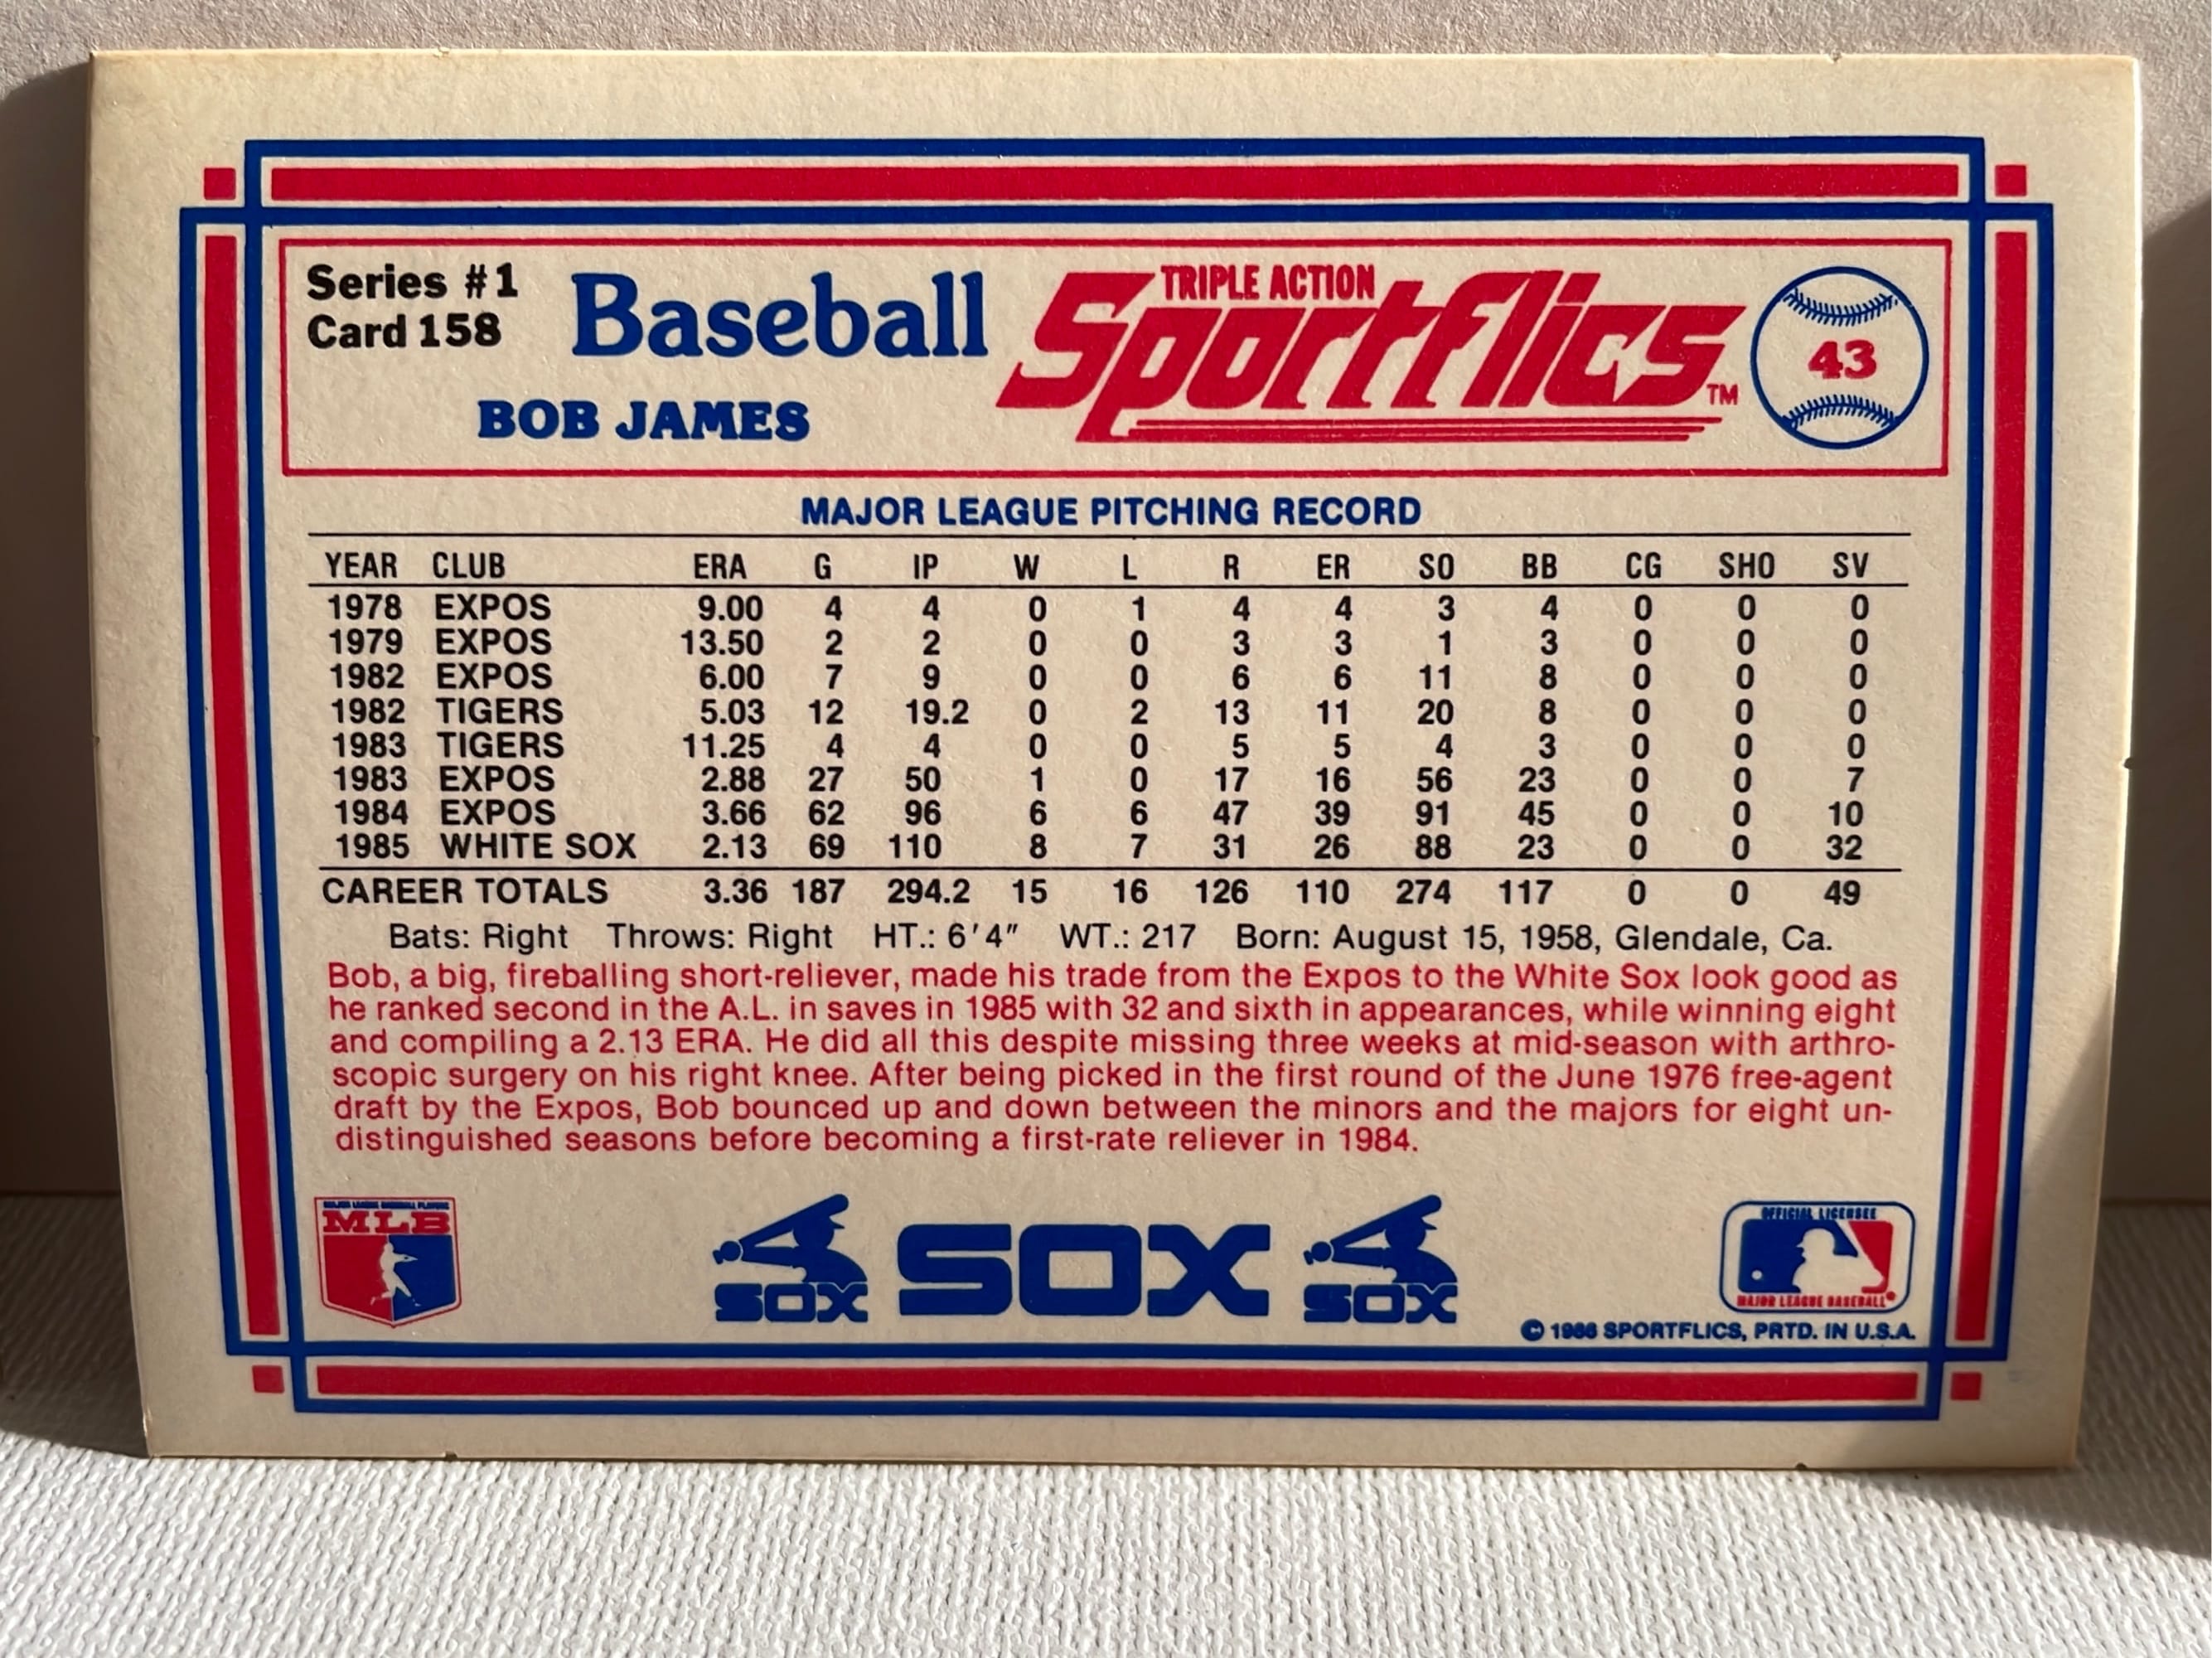 Series #1
Card 158
Baseball
TRIPLE ACTION
Sportflics™
43
BOB JAMES
MAJOR LEAGUE PITCHING RECORD
YEAR CLUB ERA G IP W L R ER SO BB CG SHO SV
1978 EXPOS 9.00 4 4 0 1 4 4 3 4 0 0 0
1979 EXPOS 13.50 2 2 0 0 3 3 1 3 0 0 0
1982 EXPOS 6.00 7 9 0 0 6 6 11 8 0 0 0
1982 TIGERS 5.03 12 19.2 0 2 13 11 20 8 0 0 0
1983 TIGERS 11.25 4 4 0 0 5 5 4 3 0 0 0
1983 EXPOS 2.88 27 50 1 0 17 16 56 23 0 0 7
1984 EXPOS 3.66 62 96 6 6 47 39 91 45 0 0 10
1985 WHITE SOX 2.13 69 110 8 7 31 26 88 23 0 0 32
CAREER TOTALS 3.36 187 294.2 15 16 126 110 274 117 0 0 49
Bats: Right Throws: Right HT.: 6'4" WT.: 217 Born: August 15, 1958, Glendale, Ca.
Bob, a big, fireballing short-reliever, made his trade from the Expos to the White Sox look good as
he ranked second in the A.L. in saves in 1985 with 32 and sixth in appearances, while winning eight
and compiling a 2.13 ERA. He did all this despite missing three weeks at mid-season with arthro-
scopic surgery on his right knee. After being picked in the first round of the June 1976 free-agent
draft by the Expos, Bob bounced up and down between the minors and the majors for eight un-
distinguished seasons before becoming a first-rate reliever in 1984.
MAJOR LEAGUE BASEBALL PLAYERS
MLB
SOX
SOX
SOX
OFFICIAL LICENSEE
MAJOR LEAGUE BASEBALL®
© 1986 SPORTFLICS, PRTD. IN U.S.A.